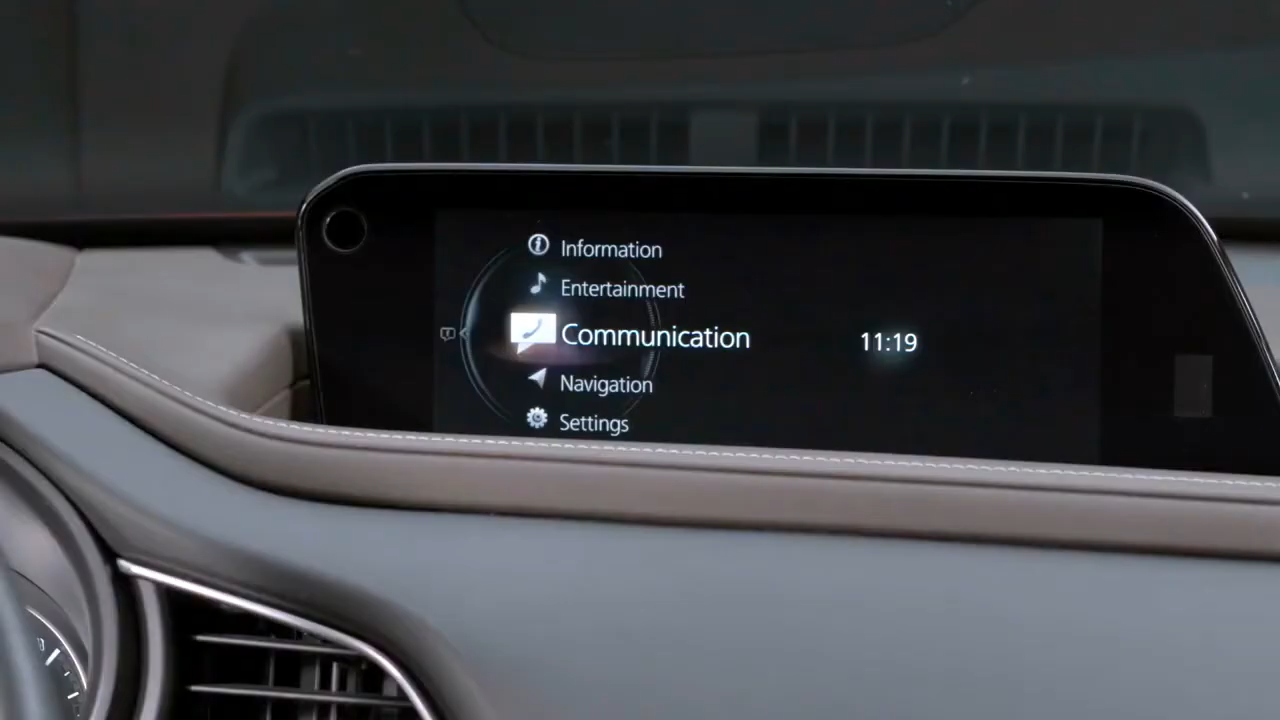 Information
Entertainment
Communication
11:19
Navigation
Settings